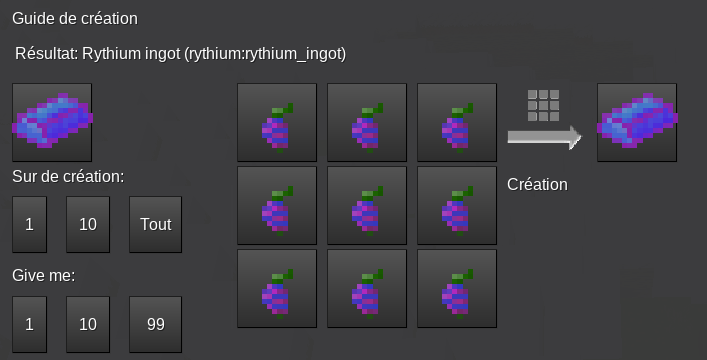 Guide de création
Résultat: Rythium ingot (rythium:rythium_ingot)
Sur de création:
1 10 Tout
Création
Give me:
1 10 99